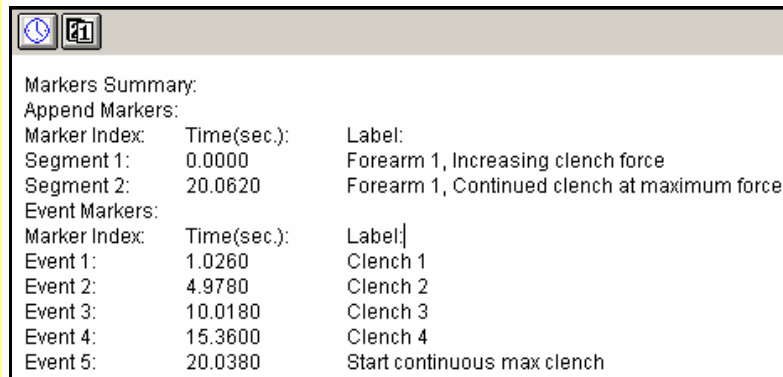 Markers Summary:
Append Markers:
Marker Index: Time(sec.): Label:
Segment 1: 0.0000 Forearm 1, Increasing clench force
Segment 2: 20.0620 Forearm 1, Continued clench at maximum force
Event Markers:
Marker Index: Time(sec.): Label:
Event 1: 1.0260 Clench 1
Event 2: 4.9780 Clench 2
Event 3: 10.0180 Clench 3
Event 4: 15.3600 Clench 4
Event 5: 20.0380 Start continuous max clench